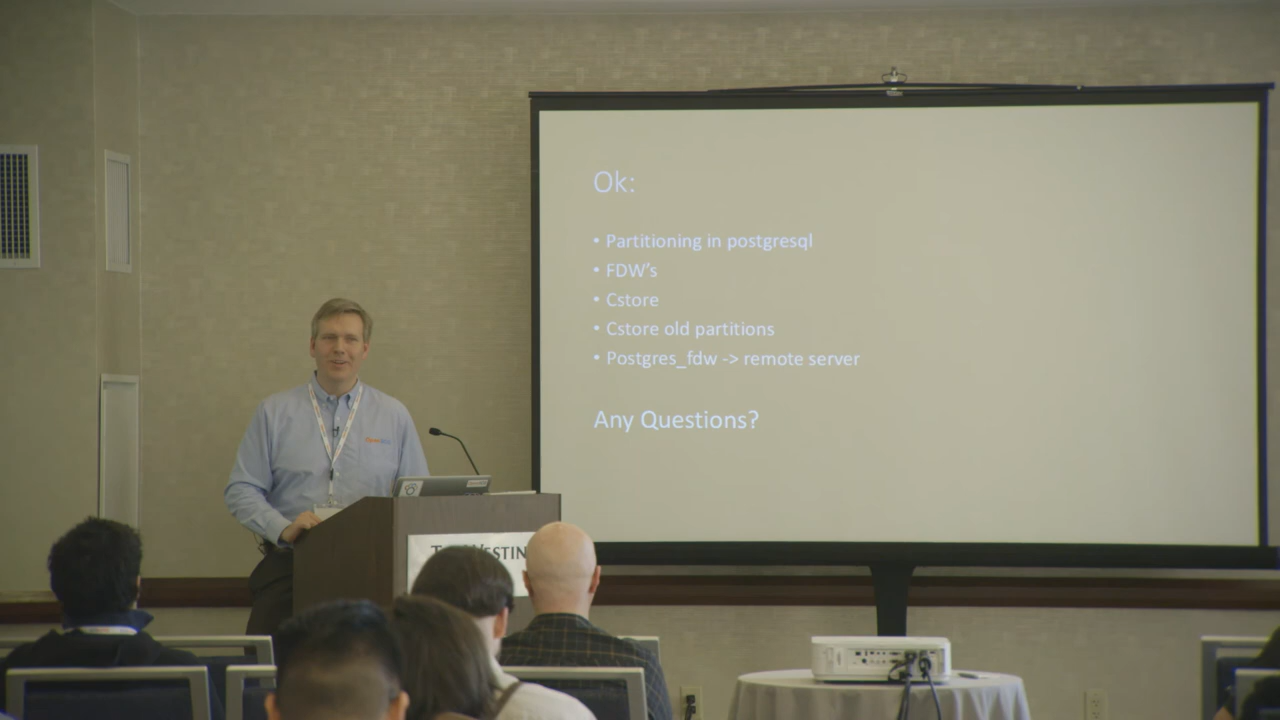 Ok:
• Partitioning in postgresql
• FDW's
• Cstore
• Cstore old partitions
• Postgres_fdw -> remote server
Any Questions?